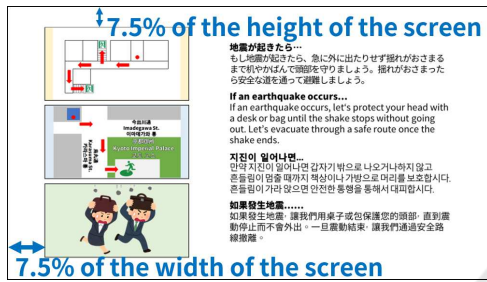 7.5% of the height of the screen
今出川通
Imadegawa St.
이마데가와 통
京都御苑
Kyoto Imperial Palace
烏丸通
Karasuma St.
地震が起きたら…
もし地震が起きたら、急に外に出たりせず揺れがおさまる
まで机やかばんで頭部を守りましょう。揺れがおさまった
ら安全な道を通って避難しましょう。
If an earthquake occurs...
If an earthquake occurs, let's protect your head with
a desk or bag until the shake stops without going
out. Let's evacuate through a safe route once the
shake ends.
지진이 일어나면...
만약 지진이 일어나면 갑자기 밖으로 나오거나하지 않고
흔들림이 멈출 때까지 책상이나 가방으로 머리를 보호합시다.
흔들림이 가라 앉으면 안전한 통행을 통해서 대피합시다.
如果發生地震……
如果發生地震，讓我們用桌子或包保護您的頭部，直到震
動停止而不會外出。一旦震動結束，讓我們通過安全路
線撤離。
7.5% of the width of the screen